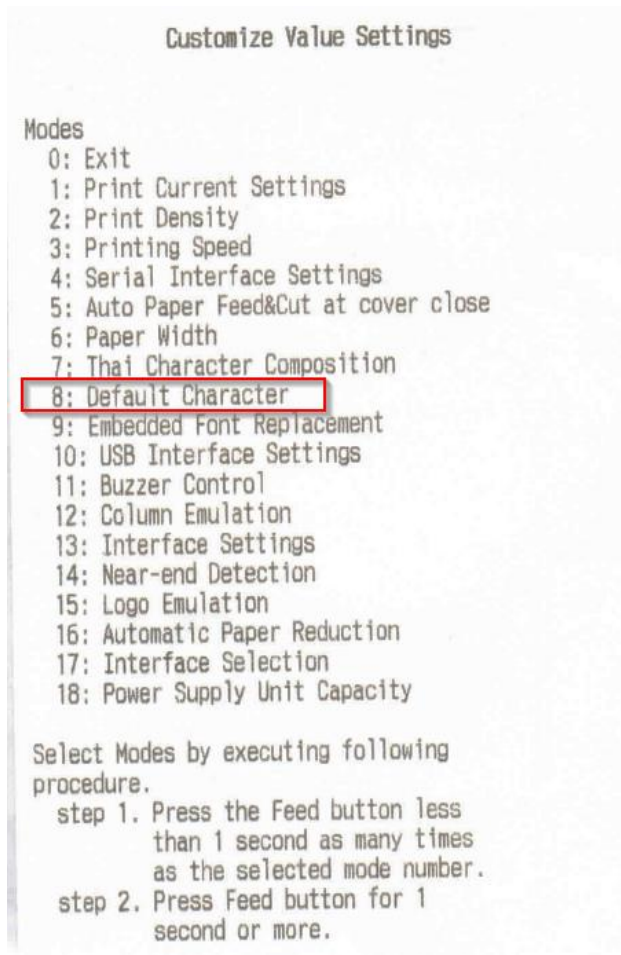 Customize Value Settings
Modes
0: Exit
1: Print Current Settings
2: Print Density
3: Printing Speed
4: Serial Interface Settings
5: Auto Paper Feed&Cut at cover close
6: Paper Width
7: Thai Character Composition
8: Default Character
9: Embedded Font Replacement
10: USB Interface Settings
11: Buzzer Control
12: Column Emulation
13: Interface Settings
14: Near-end Detection
15: Logo Emulation
16: Automatic Paper Reduction
17: Interface Selection
18: Power Supply Unit Capacity
Select Modes by executing following
procedure.
step 1. Press the Feed button less
than 1 second as many times
as the selected mode number.
step 2. Press Feed button for 1
second or more.